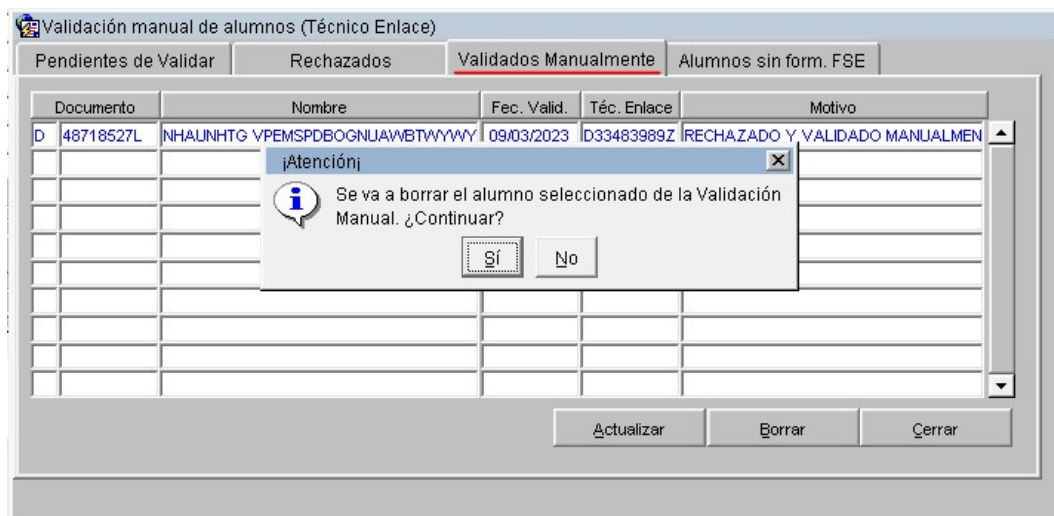 Validación manual de alumnos (Técnico Enlace)
Pendientes de Validar Rechazados Validados Manualmente Alumnos sin form. FSE
Documento Nombre Fec. Valid. Téc. Enlace Motivo
D 48718527L NHAUNHTG VPEMSPDBOGNUAWBTWYWY 09/03/2023 D33483989Z RECHAZADO Y VALIDADO MANUALMEN
¡Atención¡
Se va a borrar el alumno seleccionado de la Validación
Manual. ¿Continuar?
Sí No
Actualizar Borrar Cerrar